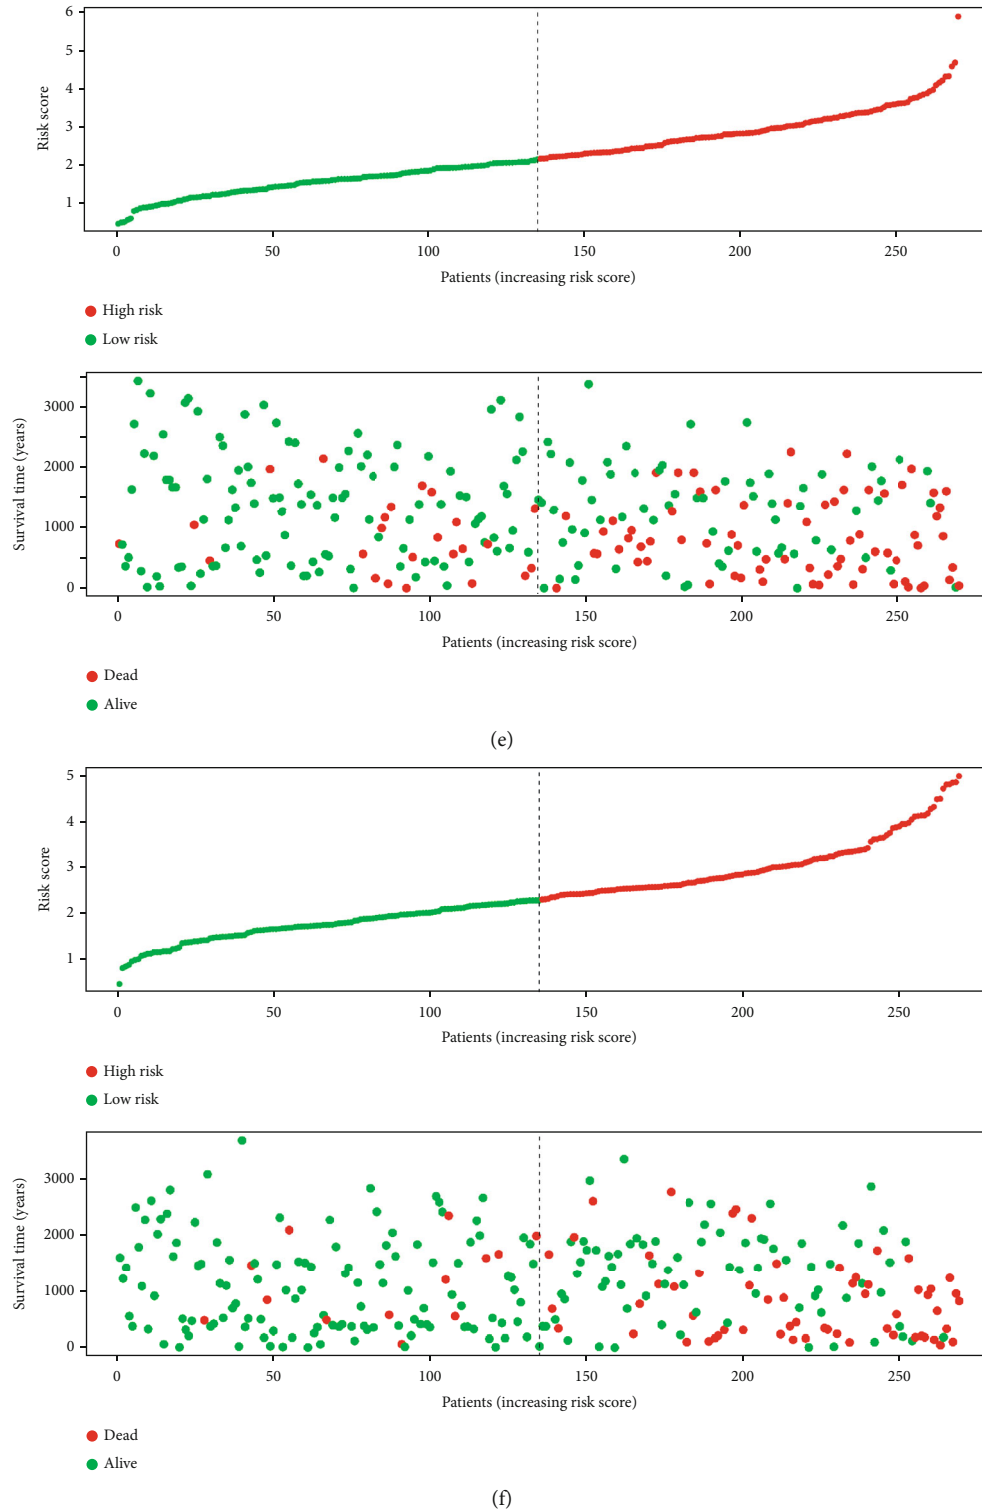 6
5
4
3
2
1
Risk score
0 50 100 150 200 250
Patients (increasing risk score)
High risk
Low risk
3000
2000
1000
0
Survival time (years)
0 50 100 150 200 250
Patients (increasing risk score)
Dead
Alive
(e)
5
4
3
2
1
Risk score
0 50 100 150 200 250
Patients (increasing risk score)
High risk
Low risk
3000
2000
1000
0
Survival time (years)
0 50 100 150 200 250
Patients (increasing risk score)
Dead
Alive
(f)